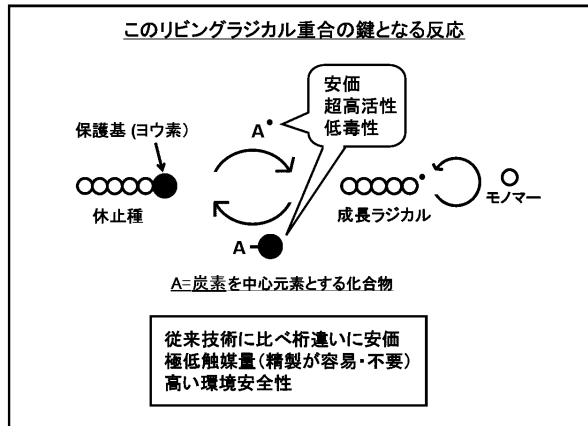 このリビングラジカル重合の鍵となる反応
安価
超高活性
低毒性
保護基 (ヨウ素)
A•
休止種
成長ラジカル
モノマー
A
A=炭素を中心元素とする化合物
従来技術に比べ桁違いに安価
極低触媒量(精製が容易・不要)
高い環境安全性